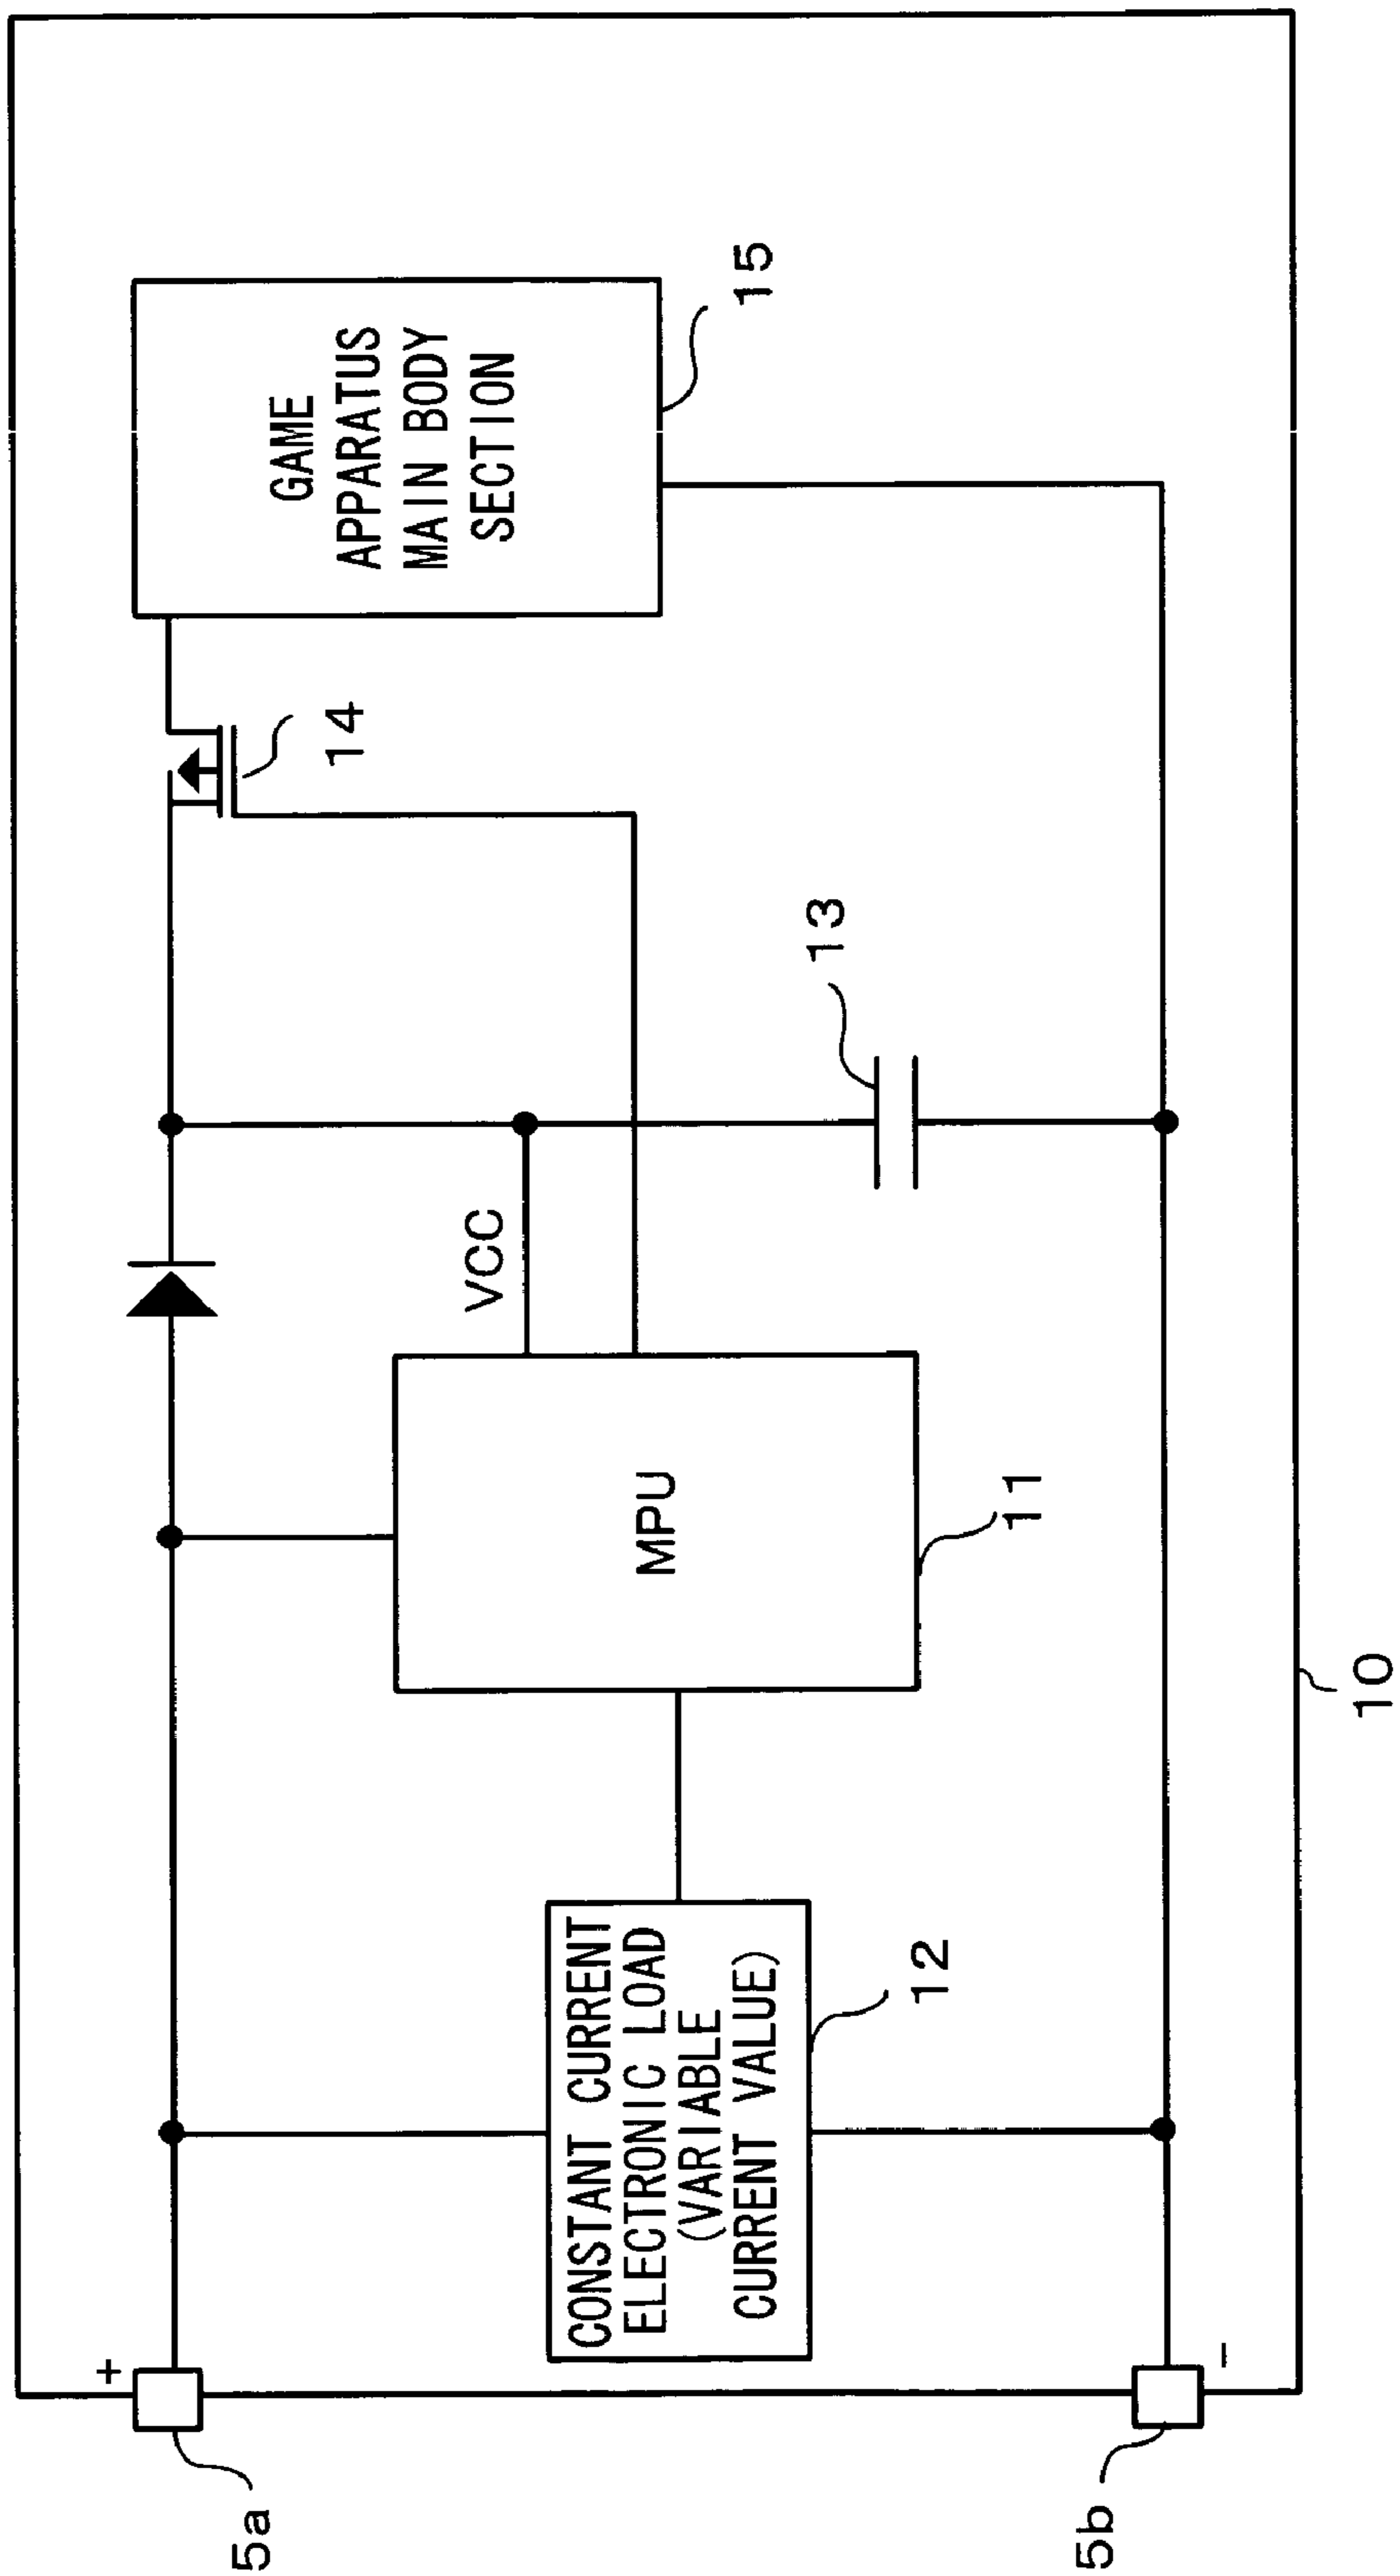 +
5a
CONSTANT CURRENT
ELECTRONIC LOAD
(VARIABLE
CURRENT VALUE)
12
MPU
11
VCC
13
14
GAME
APPARATUS
MAIN BODY
SECTION
15
5b
−
10